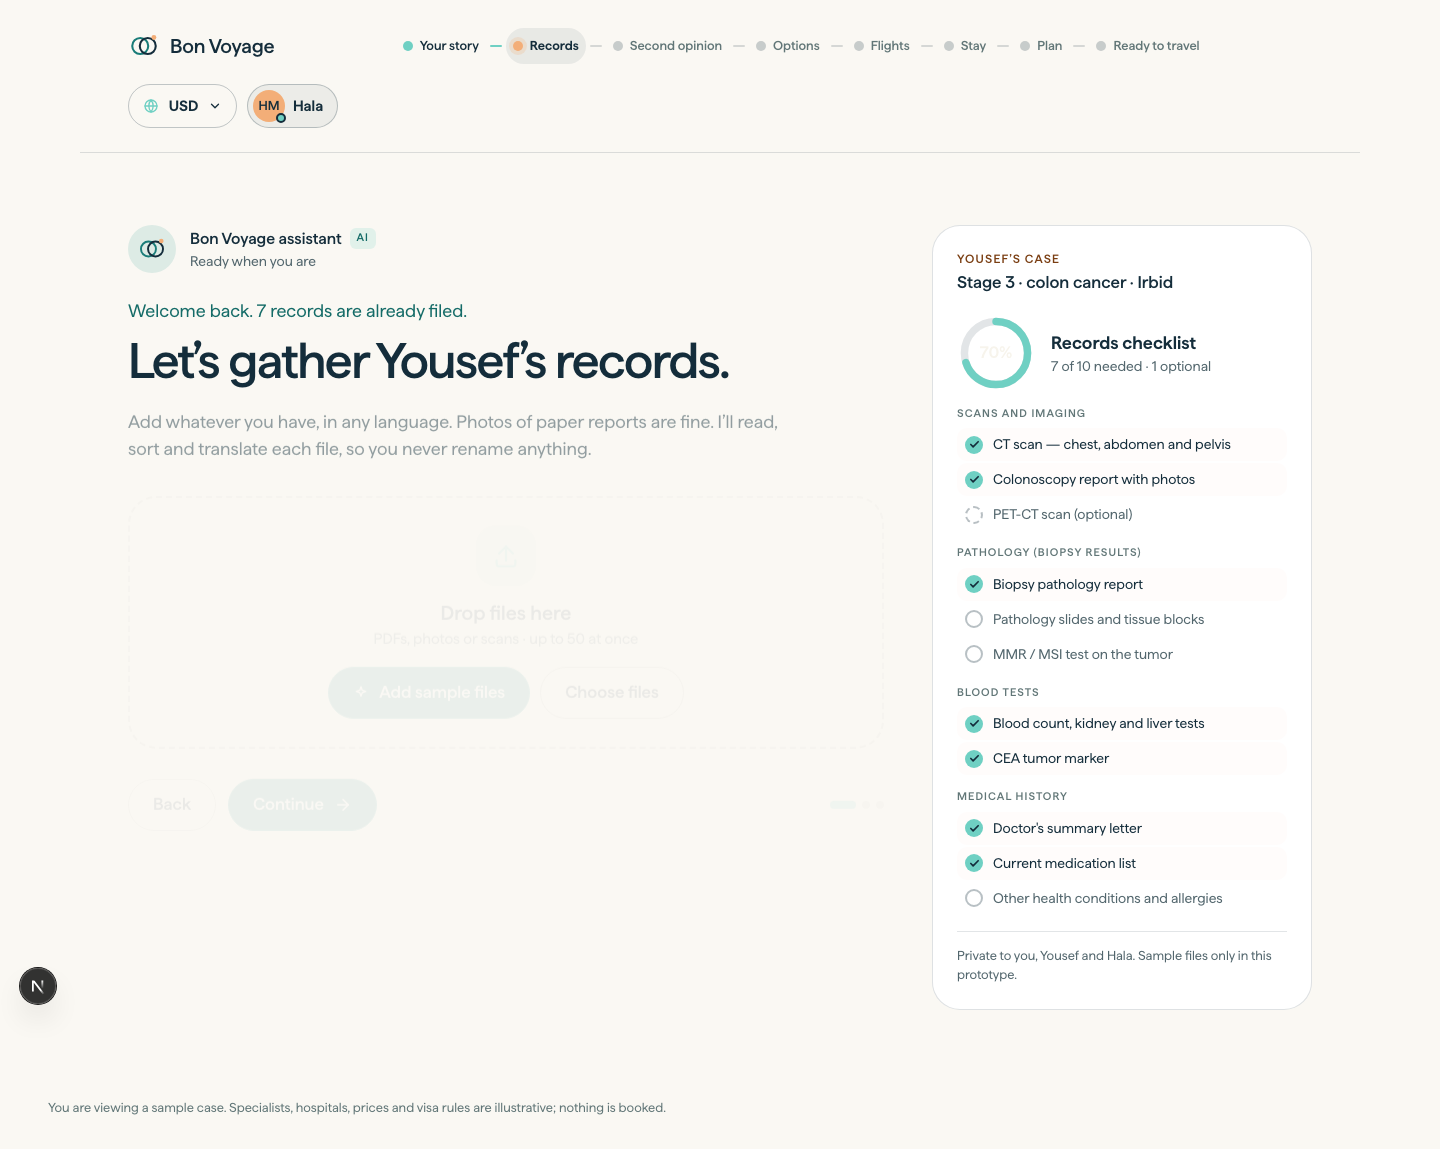 Bon Voyage
Your story
Records
Second opinion
Options
Flights
Stay
Plan
Ready to travel
USD
HM
Hala
Bon Voyage assistant AI
Ready when you are
Welcome back. 7 records are already filed.
Let’s gather Yousef’s records.
Add whatever you have, in any language. Photos of paper reports are fine. I’ll read,
sort and translate each file, so you never rename anything.
Drop files here
PDFs, photos or scans · up to 50 at once
Add sample files
Choose files
Back
Continue
YOUSEF’S CASE
Stage 3 · colon cancer · Irbid
70%
Records checklist
7 of 10 needed · 1 optional
SCANS AND IMAGING
CT scan — chest, abdomen and pelvis
Colonoscopy report with photos
PET-CT scan (optional)
PATHOLOGY (BIOPSY RESULTS)
Biopsy pathology report
Pathology slides and tissue blocks
MMR / MSI test on the tumor
BLOOD TESTS
Blood count, kidney and liver tests
CEA tumor marker
MEDICAL HISTORY
Doctor’s summary letter
Current medication list
Other health conditions and allergies
Private to you, Yousef and Hala. Sample files only in this
prototype.
N
You are viewing a sample case. Specialists, hospitals, prices and visa rules are illustrative; nothing is booked.